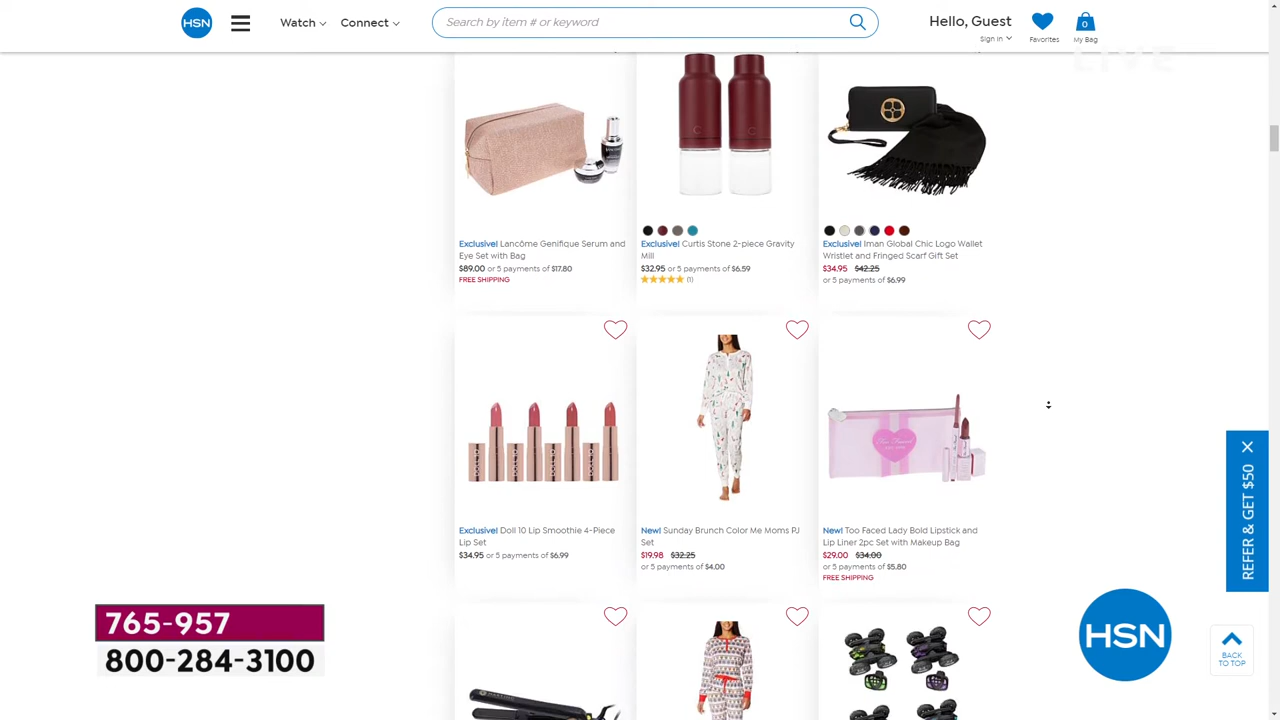 HSN
Watch
Connect
Search by item # or keyword
Hello, Guest
Sign In
Favorites
0
My Bag
LIVE
Exclusive! Lancôme Genifique Serum and
Eye Set with Bag
$89.00 or 5 payments of $17.80
FREE SHIPPING
Exclusive! Curtis Stone 2-piece Gravity
Mill
$32.95 or 5 payments of $6.59
(1)
Exclusive! Iman Global Chic Logo Wallet
Wristlet and Fringed Scarf Gift Set
$34.95 $42.25
or 5 payments of $6.99
Exclusive! Doll 10 Lip Smoothie 4-Piece
Lip Set
$34.95 or 5 payments of $6.99
New! Sunday Brunch Color Me Moms PJ
Set
$19.98 $32.25
or 5 payments of $4.00
New! Too Faced Lady Bold Lipstick and
Lip Liner 2pc Set with Makeup Bag
$29.00 $34.00
or 5 payments of $5.80
FREE SHIPPING
REFER & GET $50
765-957
800-284-3100
HSN
BACK
TO TOP